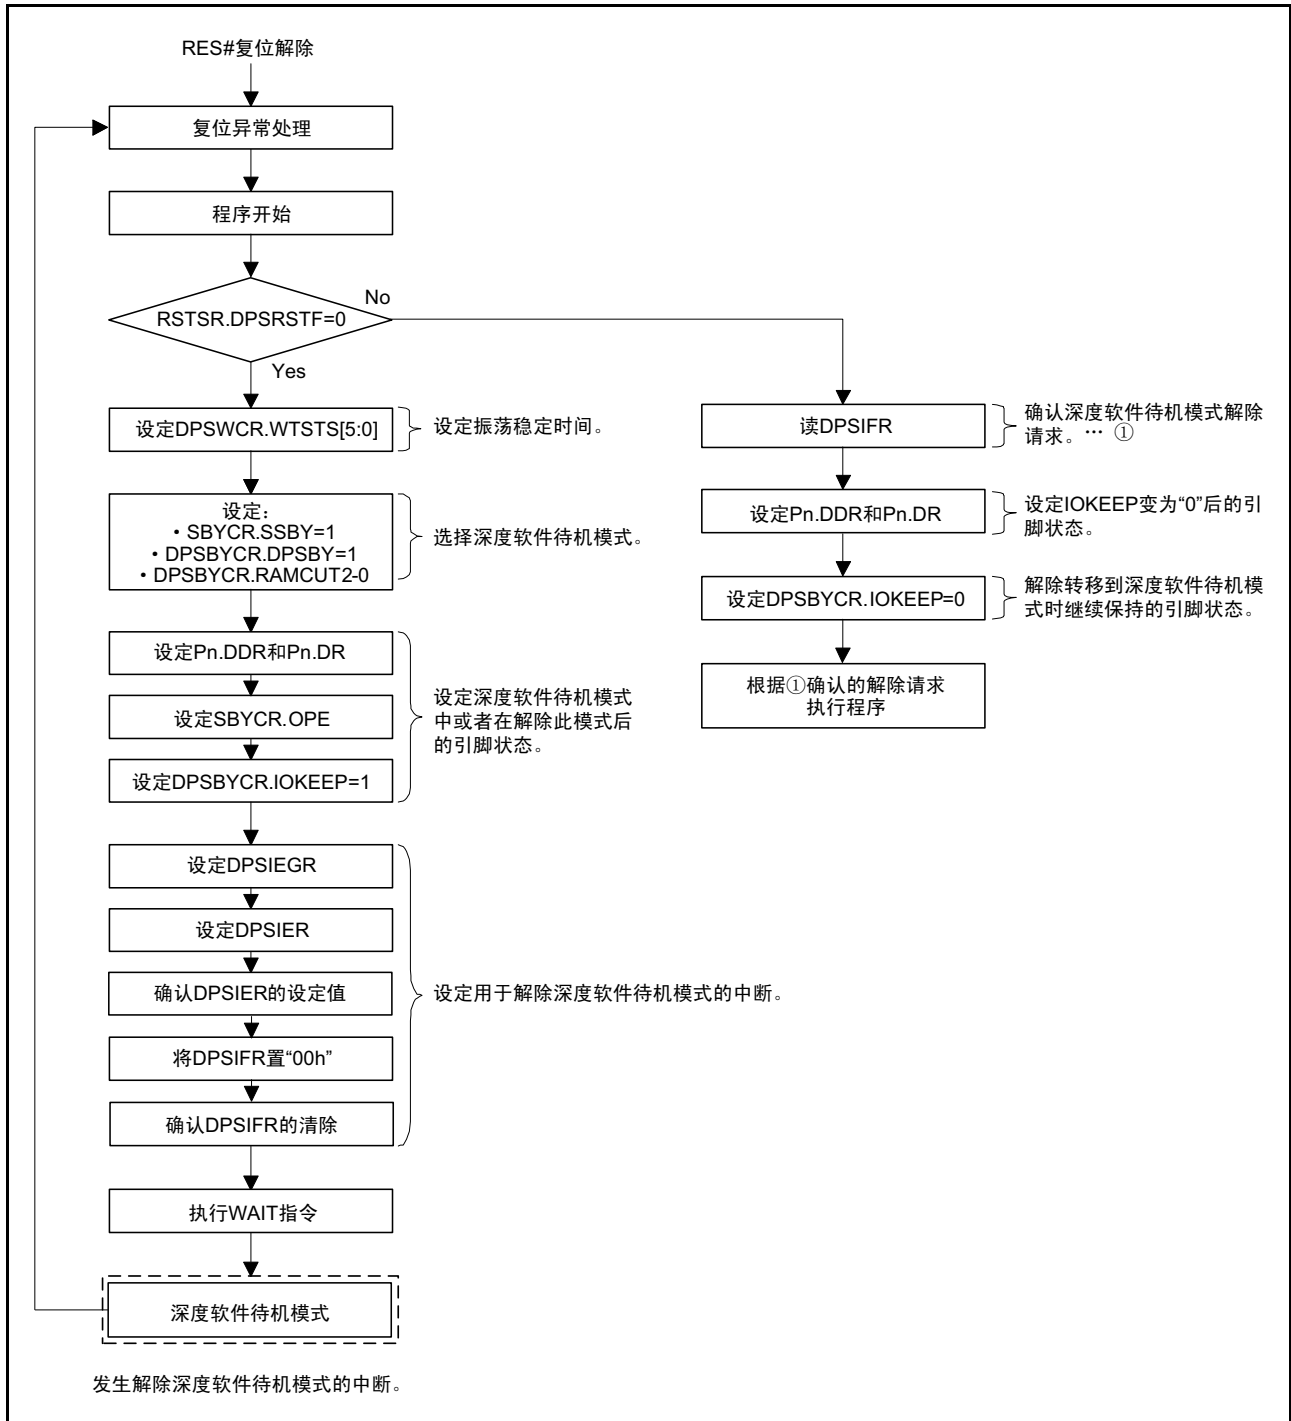 RES#复位解除
复位异常处理
程序开始
RSTSR.DPSRSTF=0
No
Yes
设定DPSWCR.WTSTS[5:0]
设定振荡稳定时间。
设定：
・SBYCR.SSBY=1
・DPSBYCR.DPSBY=1
・DPSBYCR.RAMCUT2-0
选择深度软件待机模式。
设定Pn.DDR和Pn.DR
设定SBYCR.OPE
设定DPSBYCR.IOKEEP=1
设定深度软件待机模式
中或者在解除此模式后
的引脚状态。
设定DPSIEGR
设定DPSIER
确认DPSIER的设定值
将DPSIFR置“00h”
确认DPSIFR的清除
设定用于解除深度软件待机模式的中断。
执行WAIT指令
深度软件待机模式
发生解除深度软件待机模式的中断。
读DPSIFR
确认深度软件待机模式解除
请求。… ①
设定Pn.DDR和Pn.DR
设定IOKEEP变为“0”后的引
脚状态。
设定DPSBYCR.IOKEEP=0
解除转移到深度软件待机模
式时继续保持的引脚状态。
根据①确认的解除请求
执行程序